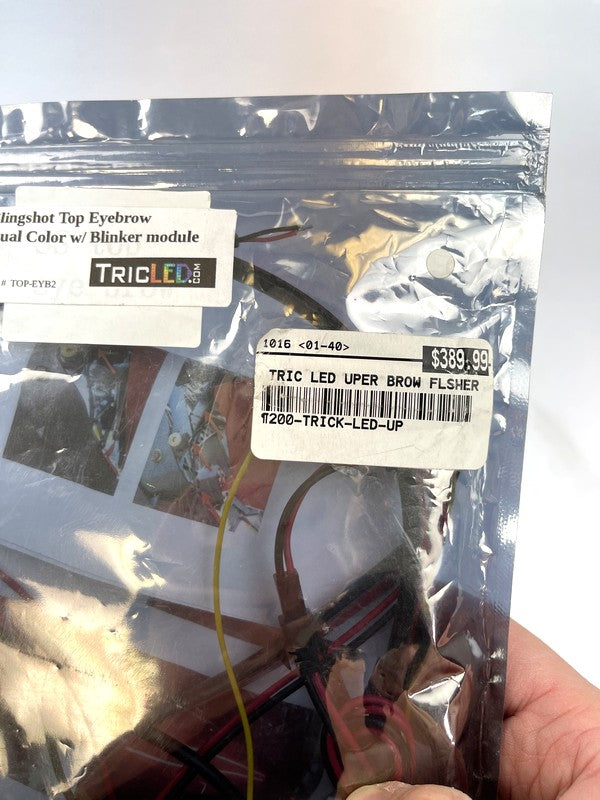 lingshot Top Eyebrow
ual Color w/ Blinker module
# TOP-EYB2
TRICLED.COM
1016 <01-40>
$389.99
TRIC LED UPER BROW FLSHER
¶200-TRICK-LED-UP